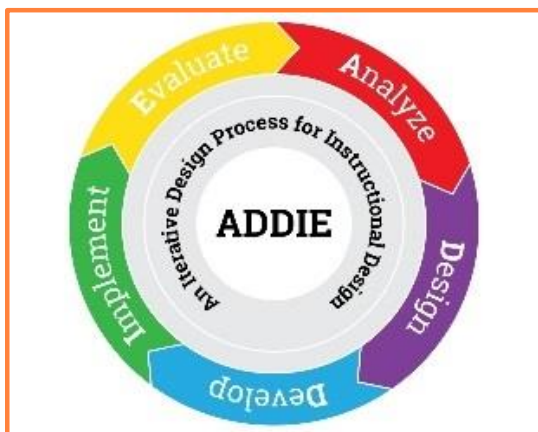 Analyze
Design
Develop
Implement
Evaluate
An Iterative Design Process for Instructional Design
ADDIE